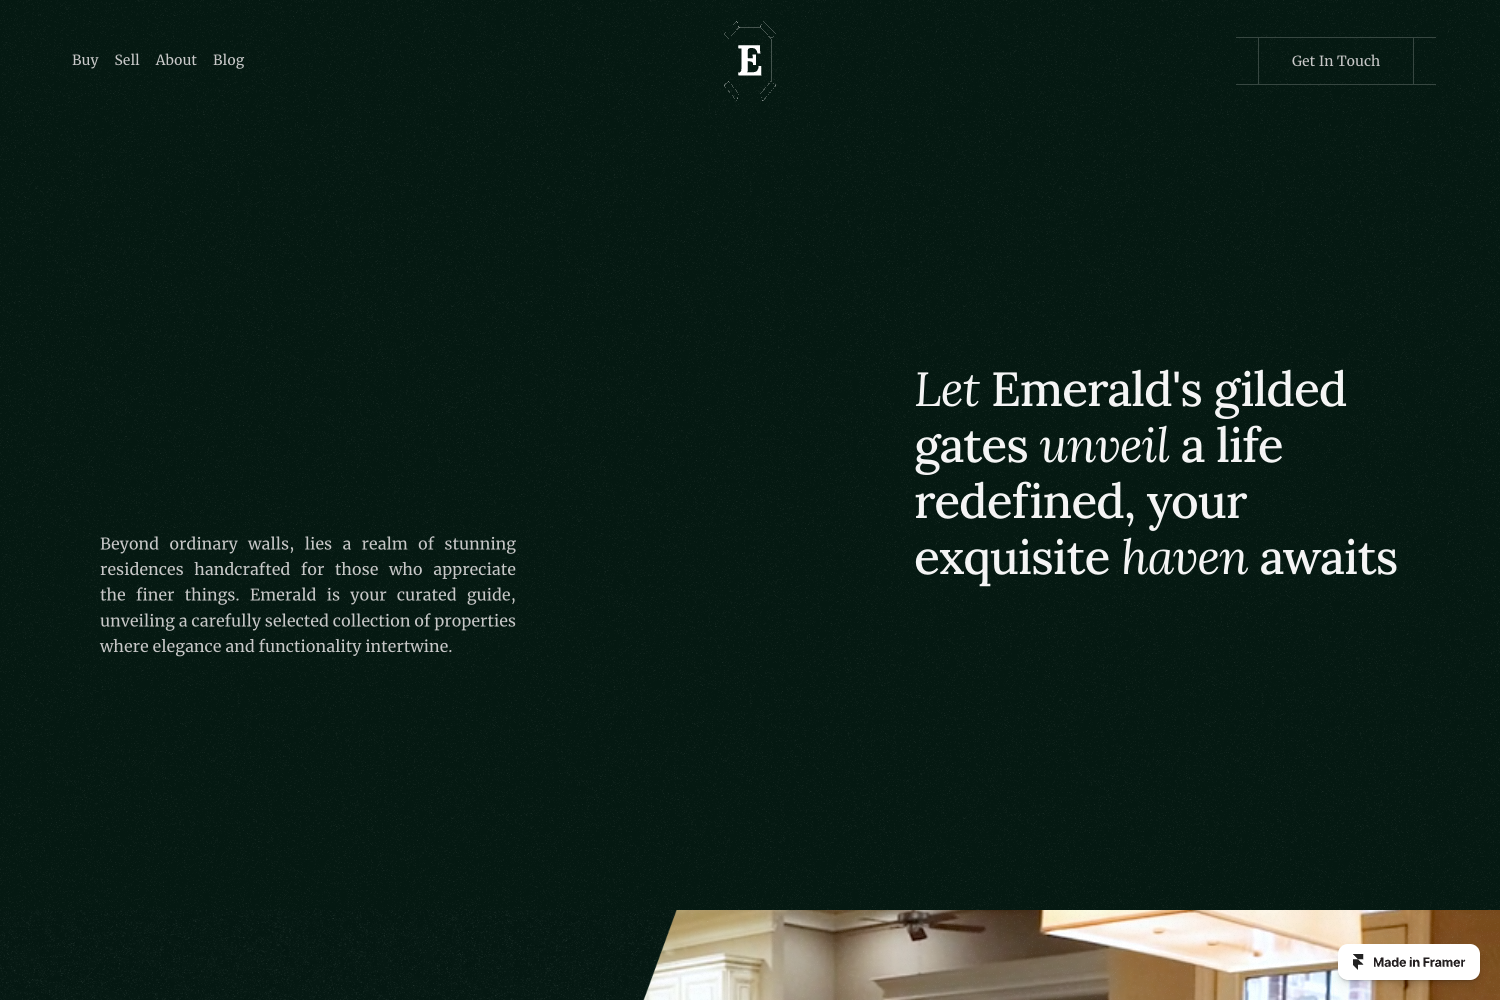 Buy Sell About Blog
E
Get In Touch
Let Emerald's gilded
gates unveil a life
redefined, your
exquisite haven awaits
Beyond ordinary walls, lies a realm of stunning
residences handcrafted for those who appreciate
the finer things. Emerald is your curated guide,
unveiling a carefully selected collection of properties
where elegance and functionality intertwine.
Made in Framer